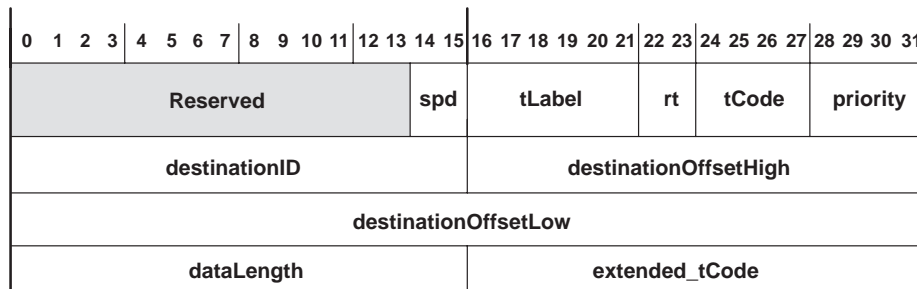 0 1 2 3 4 5 6 7 8 9 10 11 12 13 14 15 16 17 18 19 20 21 22 23 24 25 26 27 28 29 30 31
Reserved spd tLabel rt tCode priority
destinationID destinationOffsetHigh
destinationOffsetLow
dataLength extended_tCode